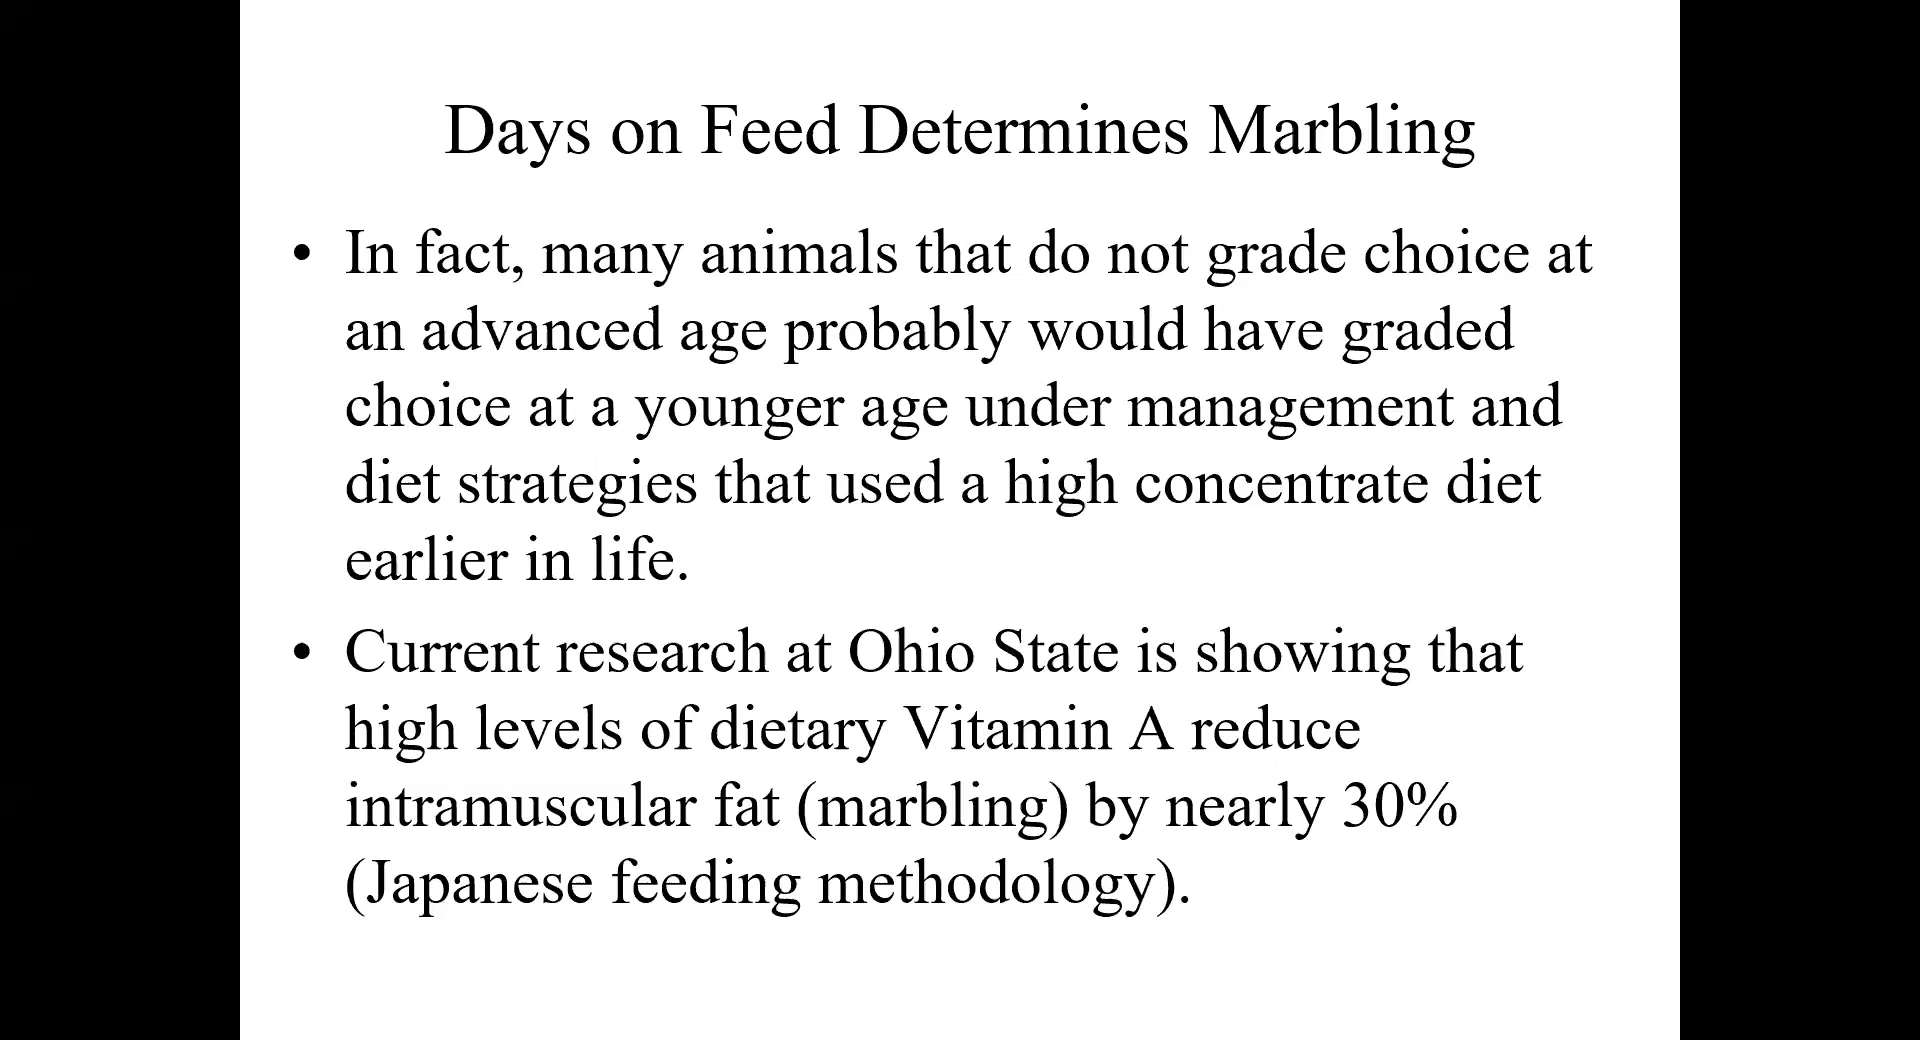 Days on Feed Determines Marbling
• In fact, many animals that do not grade choice at
an advanced age probably would have graded
choice at a younger age under management and
diet strategies that used a high concentrate diet
earlier in life.
• Current research at Ohio State is showing that
high levels of dietary Vitamin A reduce
intramuscular fat (marbling) by nearly 30%
(Japanese feeding methodology).